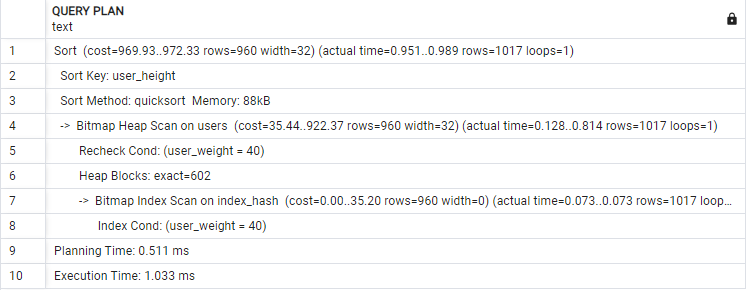 QUERY PLAN
text
1 Sort (cost=969.93..972.33 rows=960 width=32) (actual time=0.951..0.989 rows=1017 loops=1)
2 Sort Key: user_height
3 Sort Method: quicksort Memory: 88kB
4 -> Bitmap Heap Scan on users (cost=35.44..922.37 rows=960 width=32) (actual time=0.128..0.814 rows=1017 loops=1)
5 Recheck Cond: (user_weight = 40)
6 Heap Blocks: exact=602
7 -> Bitmap Index Scan on index_hash (cost=0.00..35.20 rows=960 width=0) (actual time=0.073..0.073 rows=1017 loop...
8 Index Cond: (user_weight = 40)
9 Planning Time: 0.511 ms
10 Execution Time: 1.033 ms